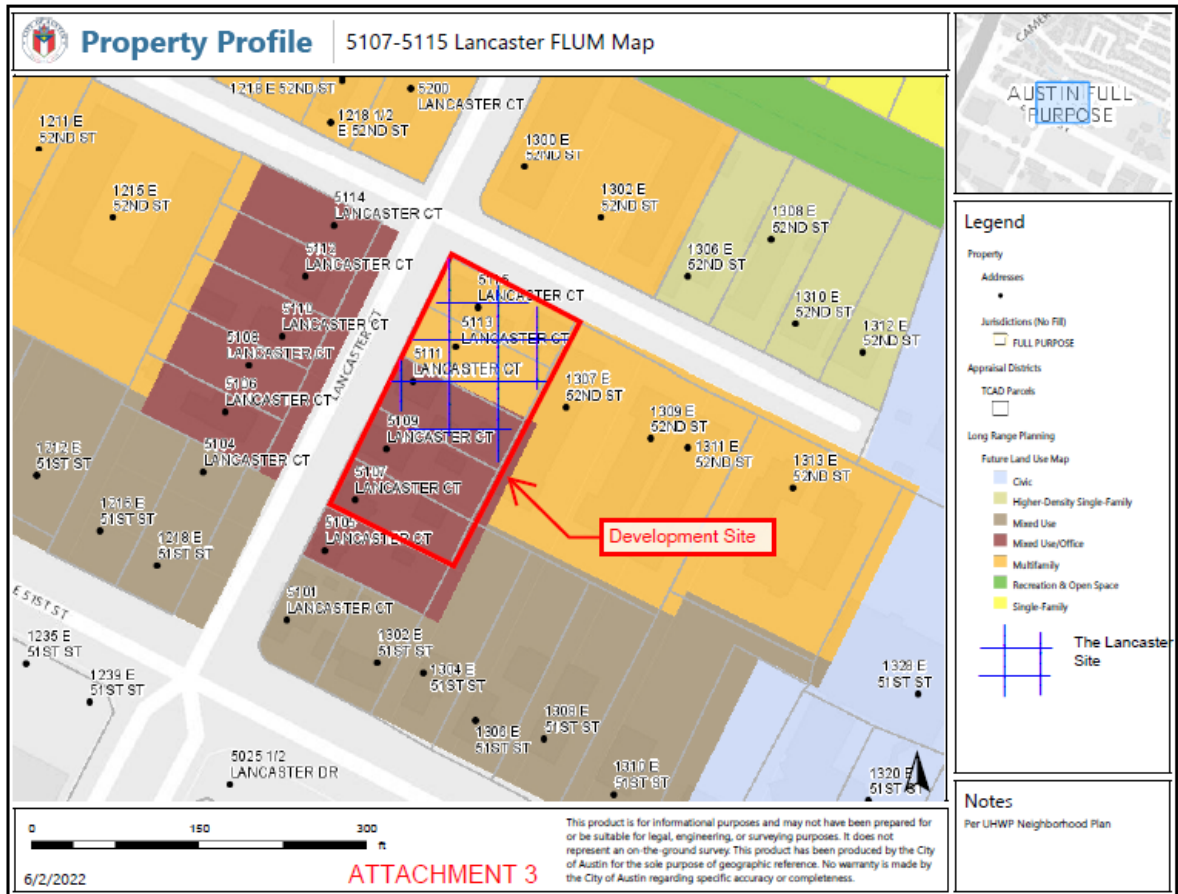 Property Profile
5107-5115 Lancaster FLUM Map
CAMER
AUSTIN FULL
PURPOSE
1218 E 52ND ST
5200
LANCASTER CT
1211 E
52ND ST
1218 1/2
E 52ND ST
1300 E
52ND ST
1215 E
52ND ST
5114
LANCASTER CT
1302 E
52ND ST
1308 E
52ND ST
5112
LANCASTER CT
1306 E
52ND ST
5115
LANCASTER CT
5110
LANCASTER CT
1310 E
52ND ST
5113
LANCASTER CT
1312 E
52ND ST
5108
LANCASTER CT
LANCASTER CT
5111
LANCASTER CT
5106
LANCASTER CT
1307 E
52ND ST
5109
LANCASTER CT
1309 E
52ND ST
1311 E
52ND ST
5104
LANCASTER CT
1212 E
51ST ST
5107
LANCASTER CT
1313 E
52ND ST
1216 E
51ST ST
1218 E
51ST ST
5105
LANCASTER CT
Development Site
E 51ST ST
5101
LANCASTER CT
1235 E
51ST ST
1239 E
51ST ST
1302 E
51ST ST
1304 E
51ST ST
1328 E
51ST ST
1306 E
51ST ST
1308 E
51ST ST
5025 1/2
LANCASTER DR
1310 E
51ST ST
1320 E
51ST ST
Legend
Property
Addresses
Jurisdictions (No Fill)
FULL PURPOSE
Appraisal Districts
TCAD Parcels
Long Range Planning
Future Land Use Map
Civic
Higher-Density Single-Family
Mixed Use
Mixed Use/Office
Multifamily
Recreation & Open Space
Single-Family
The Lancaster
Site
Notes
Per UHWP Neighborhood Plan
0 150 300
ft
6/2/2022
ATTACHMENT 3
This product is for informational purposes and may not have been prepared for
or be suitable for legal, engineering, or surveying purposes. It does not
represent an on-the-ground survey. This product has been produced by the City
of Austin for the sole purpose of geographic reference. No warranty is made by
the City of Austin regarding specific accuracy or completeness.